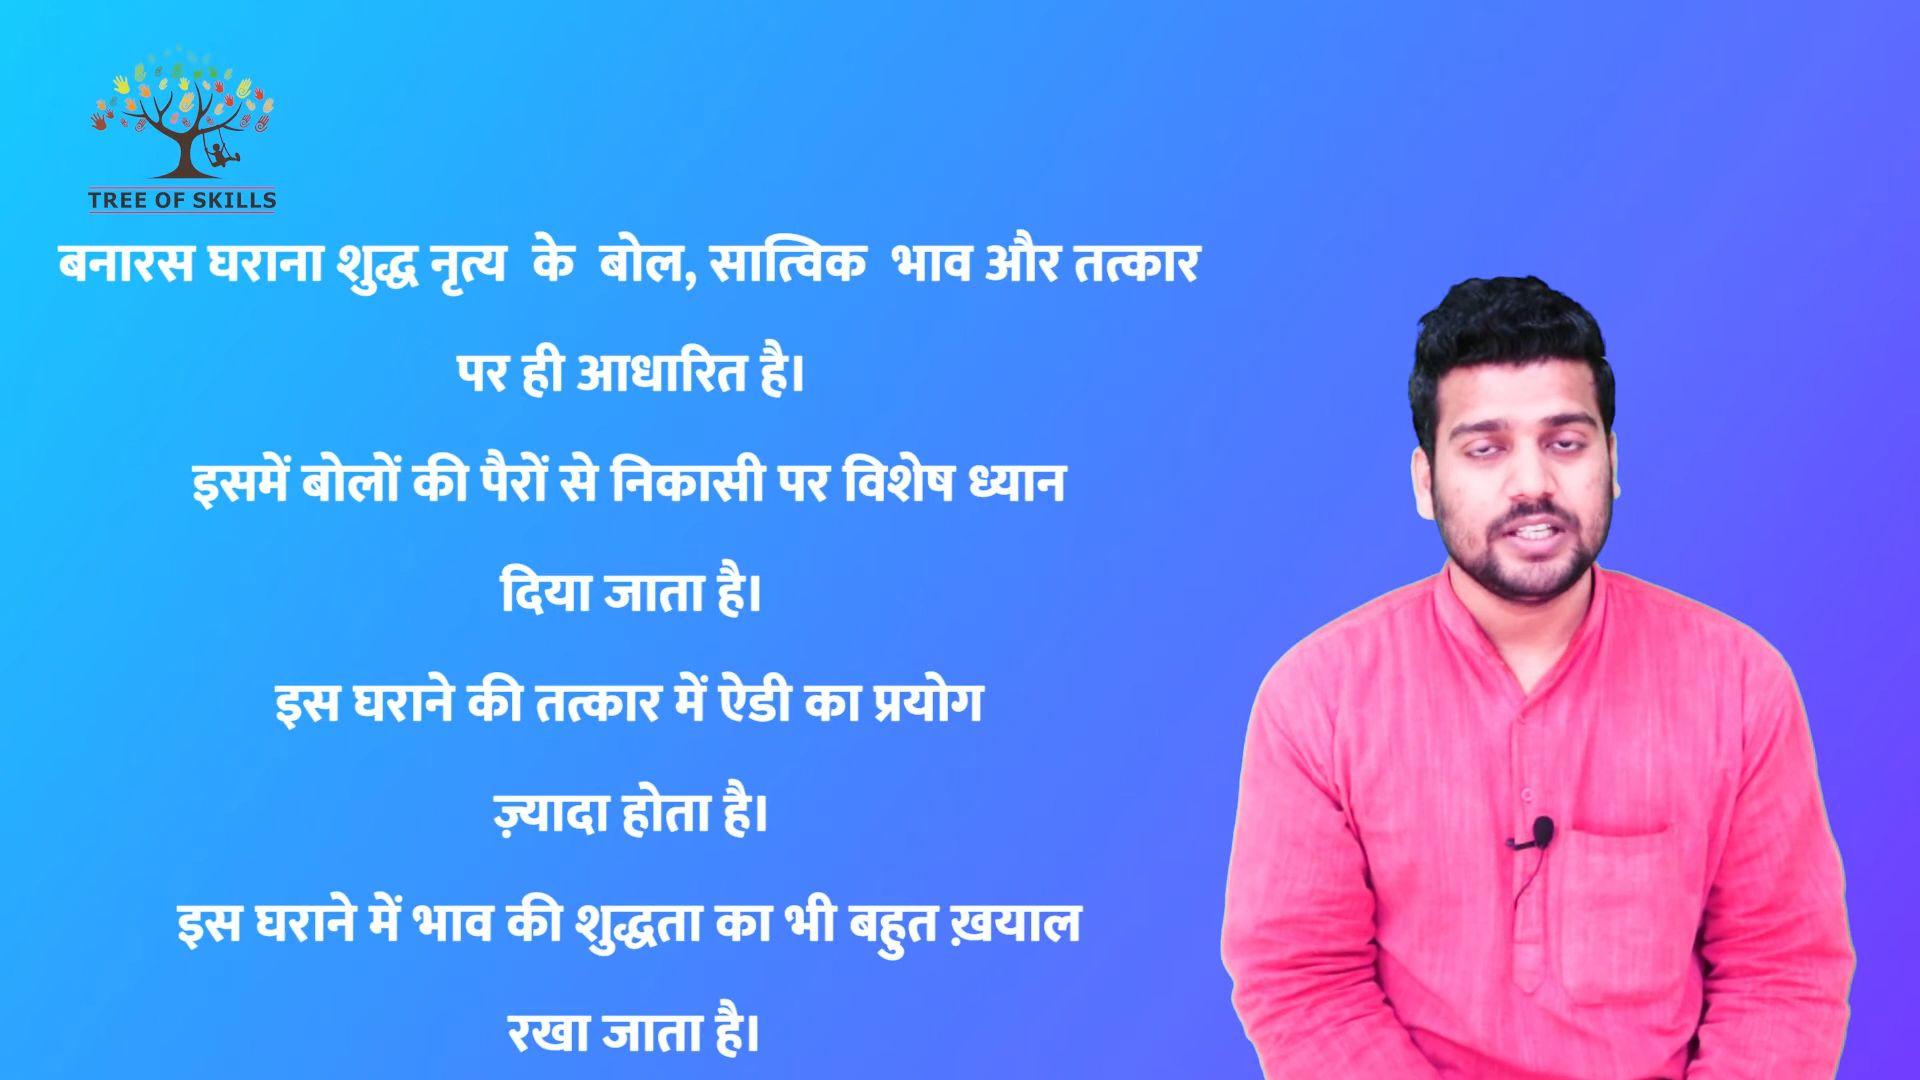 TREE OF SKILLS
बनारस घराना शुद्ध नृत्य के बोल, सात्विक भाव और तत्कार
पर ही आधारित है।
इसमें बोलों की पैरों से निकासी पर विशेष ध्यान
दिया जाता है।
इस घराने की तत्कार में ऐडी का प्रयोग
ज़्यादा होता है।
इस घराने में भाव की शुद्धता का भी बहुत ख़याल
रखा जाता है।